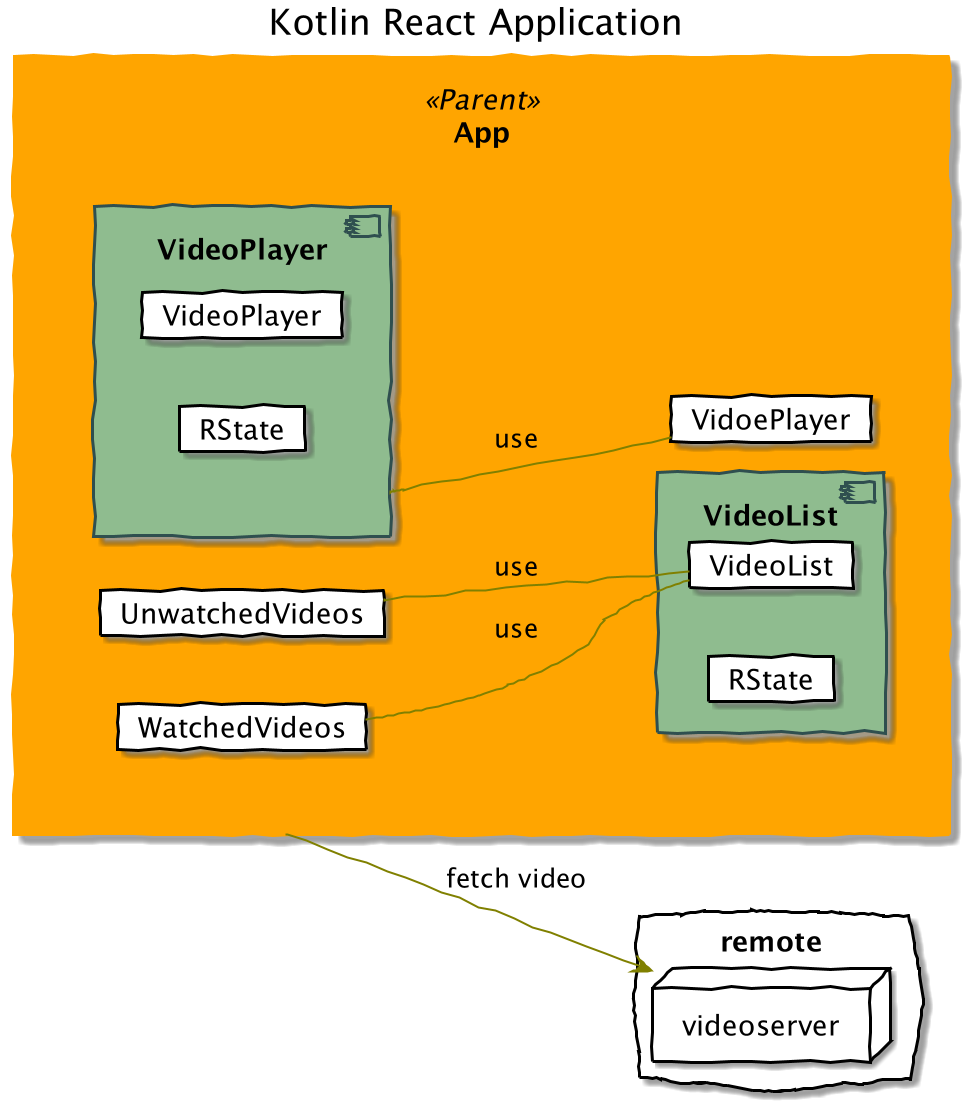 Kotlin React Application
«Parent»
App
VideoPlayer
VideoPlayer
RState
use
VidoePlayer
VideoList
VideoList
use
UnwatchedVideos
use
RState
WatchedVideos
fetch video
remote
videoserver